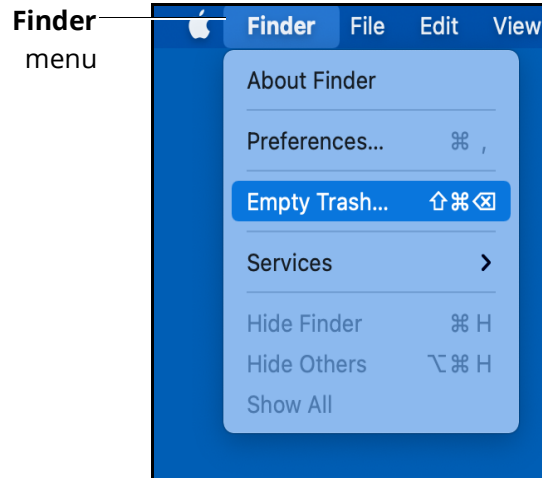 Finder
menu
Finder File Edit View
About Finder
Preferences... ⌘ ,
Empty Trash... ⇧⌘⌫
Services
Hide Finder ⌘ H
Hide Others ⌥⌘ H
Show All